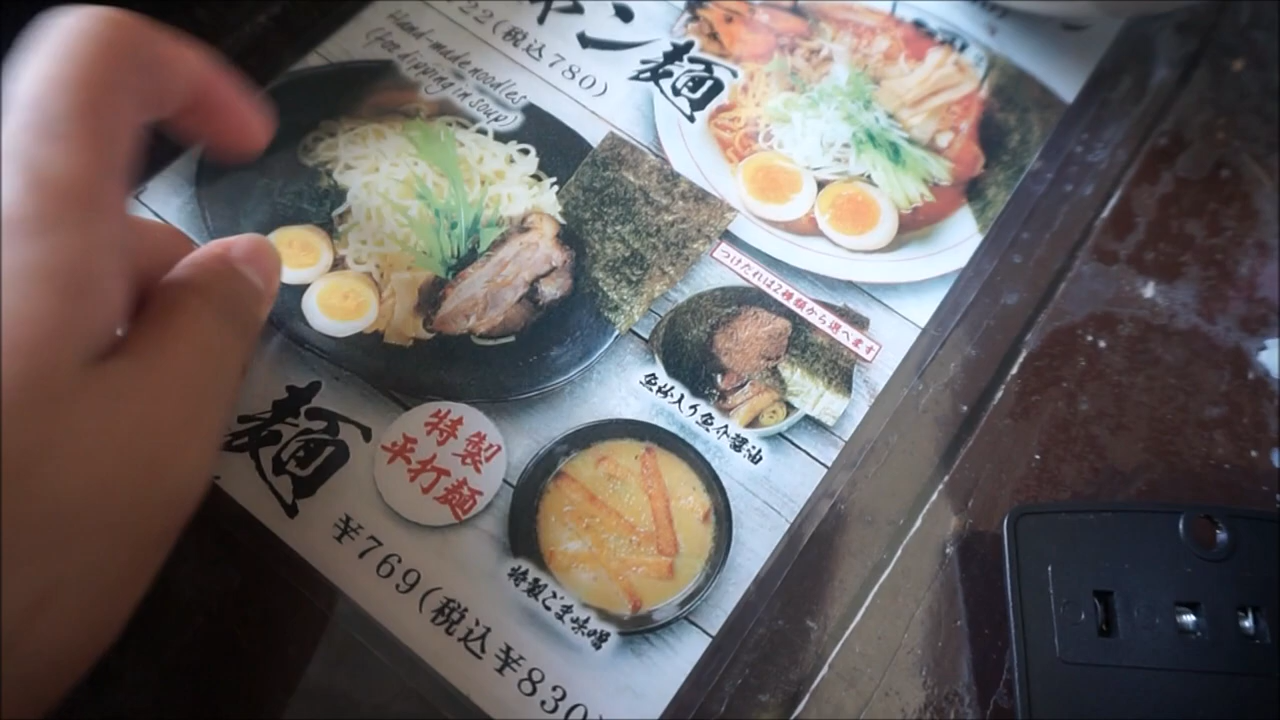 ャン麺
22(税込780)
Hand-made noodles
(for dipping in soup)
つけだれは2種類から選べます
魚粉入り魚介醤油
麺
特製
平打麺
特製ごま味噌
¥769(税込¥830)